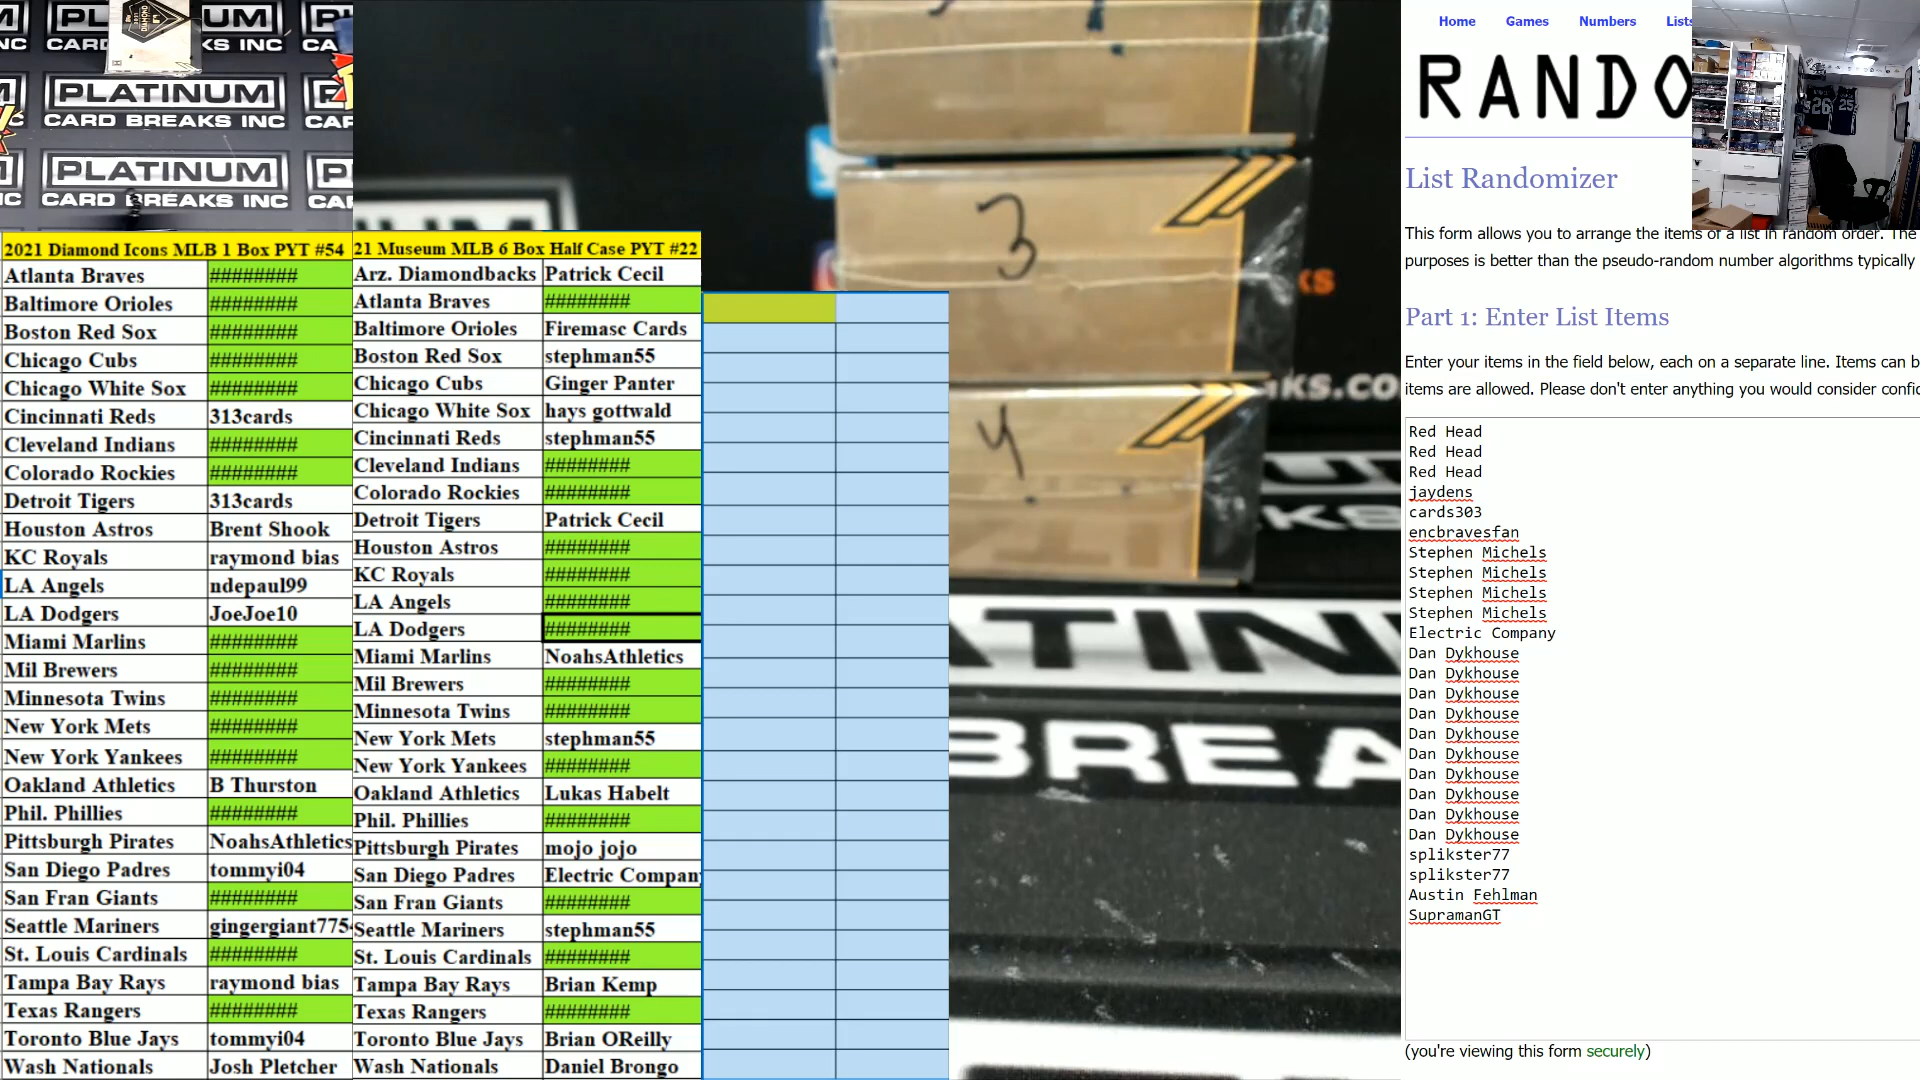 PLATINUM
CARD BREAKS INC
PLATINUM
CARD BREAKS INC
PLATINUM
CARD BREAKS INC
2021 Diamond Icons MLB 1 Box PYT #54
Atlanta Braves ########
Baltimore Orioles ########
Boston Red Sox ########
Chicago Cubs ########
Chicago White Sox ########
Cincinnati Reds 313cards
Cleveland Indians ########
Colorado Rockies ########
Detroit Tigers 313cards
Houston Astros Brent Shook
KC Royals raymond bias
LA Angels ndepaul99
LA Dodgers JoeJoe10
Miami Marlins ########
Mil Brewers ########
Minnesota Twins ########
New York Mets ########
New York Yankees ########
Oakland Athletics B Thurston
Phil. Phillies ########
Pittsburgh Pirates NoahsAthletics
San Diego Padres tommyi04
San Fran Giants ########
Seattle Mariners gingergiant775
St. Louis Cardinals ########
Tampa Bay Rays raymond bias
Texas Rangers ########
Toronto Blue Jays tommyi04
Wash Nationals Josh Pletcher
21 Museum MLB 6 Box Half Case PYT #22
Arz. Diamondbacks Patrick Cecil
Atlanta Braves ########
Baltimore Orioles Firemasc Cards
Boston Red Sox stephman55
Chicago Cubs Ginger Panter
Chicago White Sox hays gottwald
Cincinnati Reds stephman55
Cleveland Indians ########
Colorado Rockies ########
Detroit Tigers Patrick Cecil
Houston Astros ########
KC Royals ########
LA Angels ########
LA Dodgers ########
Miami Marlins NoahsAthletics
Mil Brewers ########
Minnesota Twins ########
New York Mets stephman55
New York Yankees ########
Oakland Athletics Lukas Habelt
Phil. Phillies ########
Pittsburgh Pirates mojo jojo
San Diego Padres Electric Compan
San Fran Giants ########
Seattle Mariners stephman55
St. Louis Cardinals ########
Tampa Bay Rays Brian Kemp
Texas Rangers ########
Toronto Blue Jays Brian OReilly
Wash Nationals Daniel Brongo
3
4
KS.CO
ATIN
BREA
Home Games Numbers Lists
RANDO
26 25
List Randomizer
This form allows you to arrange the items of a list in random order. The
purposes is better than the pseudo-random number algorithms typically
Part 1: Enter List Items
Enter your items in the field below, each on a separate line. Items can b
items are allowed. Please don't enter anything you would consider confid
Red Head
Red Head
Red Head
jaydens
cards303
encbravesfan
Stephen Michels
Stephen Michels
Stephen Michels
Stephen Michels
Electric Company
Dan Dykhouse
Dan Dykhouse
Dan Dykhouse
Dan Dykhouse
Dan Dykhouse
Dan Dykhouse
Dan Dykhouse
Dan Dykhouse
Dan Dykhouse
Dan Dykhouse
splikster77
splikster77
Austin Fehlman
SupramanGT
(you're viewing this form securely)